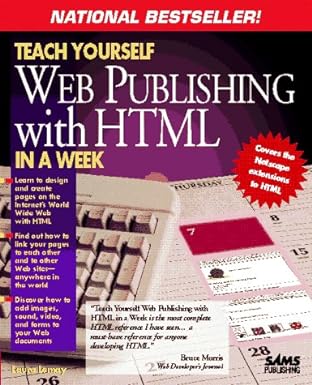 NATIONAL BESTSELLER!
TEACH YOURSELF
WEB PUBLISHING
with HTML
IN A WEEK
Covers the
Netscape
extensions to
HTML
Learn to design
and create
pages on the
Internet's World
Wide Web
with HTML
Find out how to
link your pages
to each other
and to other
Web sites—
anywhere in
the world
Discover how to
add images,
sound, video,
and forms to
your Web
documents
THURSDAY
7
"Teach Yourself Web Publishing with
HTML in a Week is the most complete
HTML reference I have seen... a
must-have reference for anyone
developing HTML."
Bruce Morris
Web Developer's Journal
Laura Lemay
26
28
SAMS
PUBLISHING